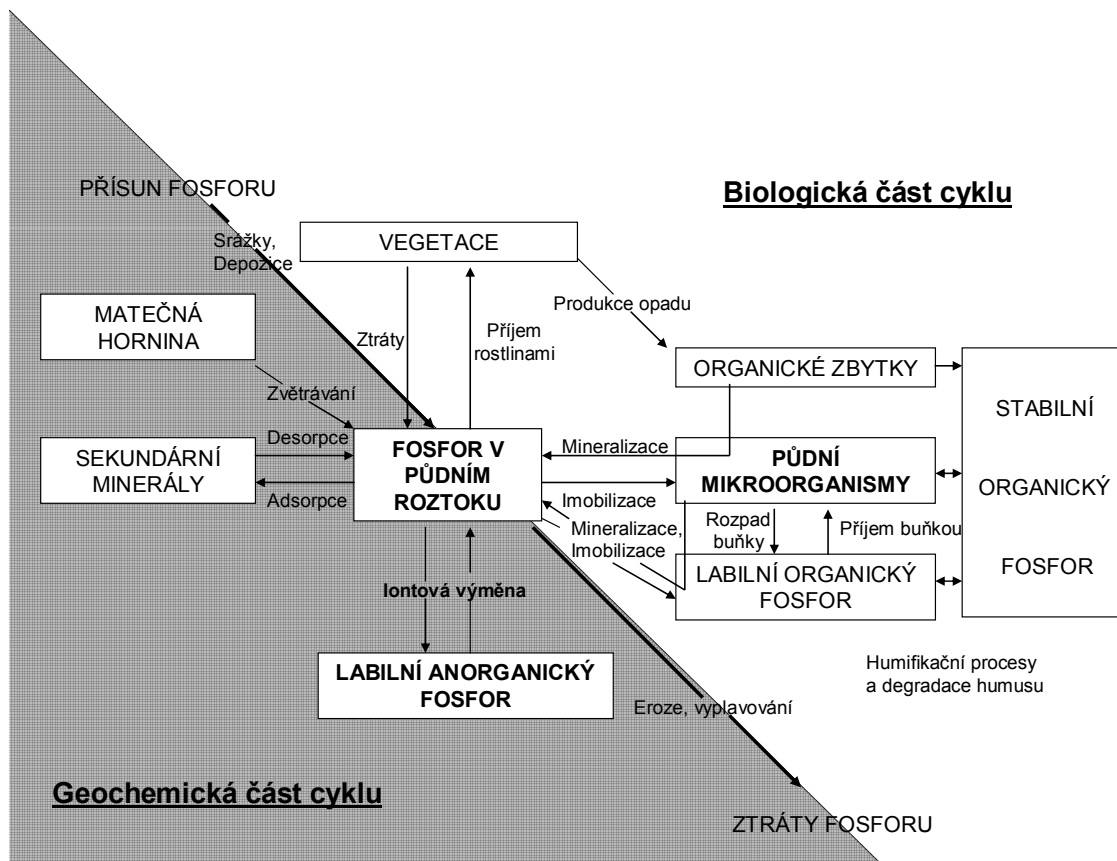 PŘÍSUN FOSFORU
Biologická část cyklu
Srážky,
Depozice
VEGETACE
Produkce opadu
MATEČNÁ
HORNINA
Ztráty
Příjem
rostlinami
ORGANICKÉ ZBYTKY
Zvětrávání
STABILNÍ
ORGANICKÝ
FOSFOR
SEKUNDÁRNÍ
MINERÁLY
Desorpce
Adsorpce
FOSFOR V
PŮDNÍM
ROZTOKU
Mineralizace
Imobilizace
PŮDNÍ
MIKROORGANISMY
Mineralizace,
Imobilizace
Rozpad
buňky
Příjem buňkou
LABILNÍ ORGANICKÝ
FOSFOR
Iontová výměna
LABILNÍ ANORGANICKÝ
FOSFOR
Humifikační procesy
a degradace humusu
Eroze, vyplavování
Geochemická část cyklu
ZTRÁTY FOSFORU